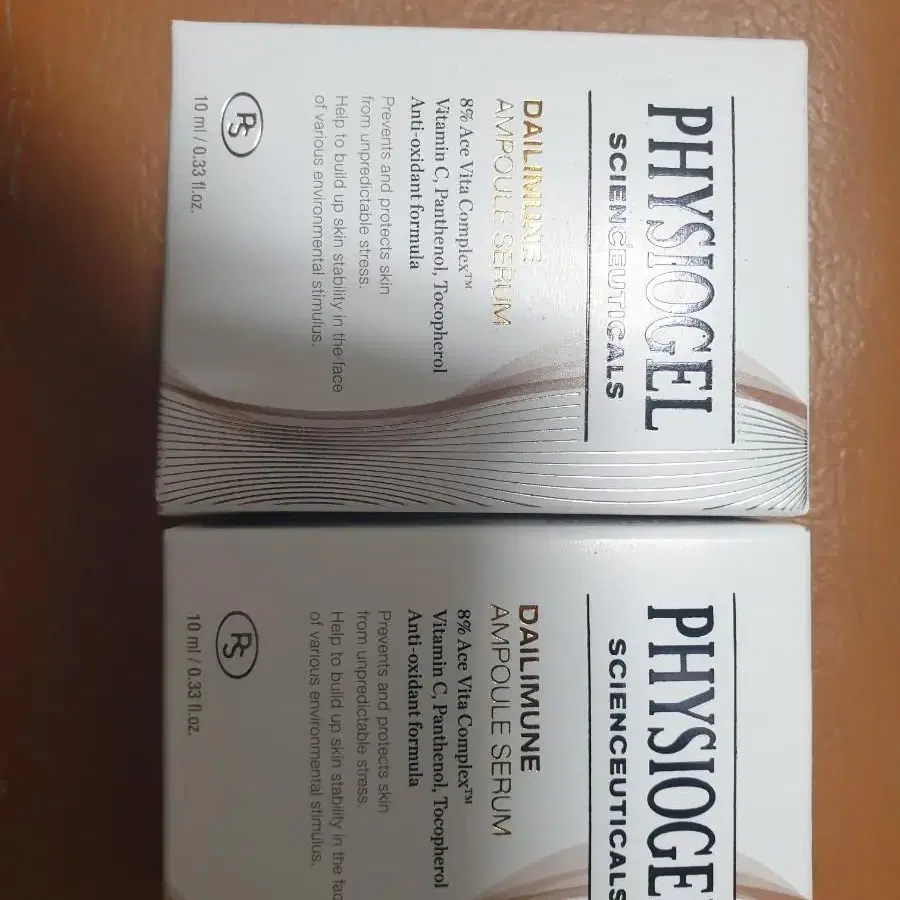 PHYSIOGEL
SCIENCEUTICALS
DAILIMUNE
AMPOULE SERUM
8% Ace Vita Complex™
Vitamin C, Panthenol, Tocopherol
Anti-oxidant formula
Prevents and protects skin
from unpredictable stress.
Help to build up skin stability in the face
of various environmental stimulus.
PS
10 ml / 0.33 fl.oz.
PHYSIOGE
SCIENCEUTICALS
DAILIMUNE
AMPOULE SERUM
8% Ace Vita Complex™
Vitamin C, Panthenol, Tocopherol
Anti-oxidant formula
Prevents and protects skin
from unpredictable stress.
Help to build up skin stability in the fac
of various environmental stimulus.
PS
10 ml / 0.33 fl.oz.